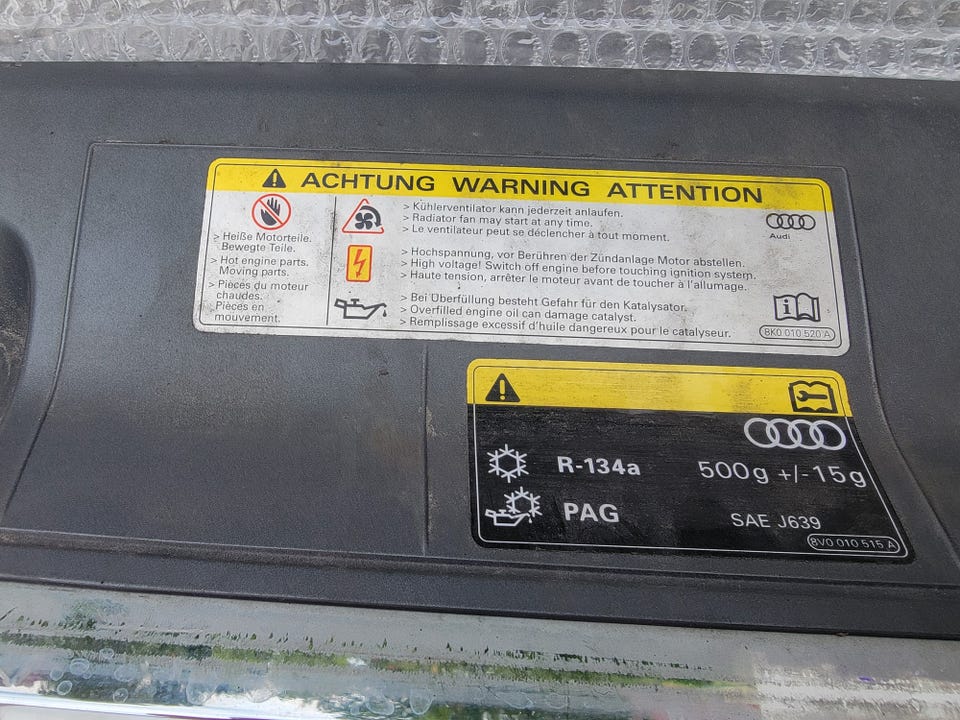 ACHTUNG WARNING ATTENTION
> Heiße Motorteile.
Bewegte Teile.
> Hot engine parts.
Moving parts.
> Pièces du moteur
chaudes.
Pièces en
mouvement.
> Kühlerventilator kann jederzeit anlaufen.
> Radiator fan may start at any time.
> Le ventilateur peut se déclencher à tout moment.
> Hochspannung, vor Berühren der Zündanlage Motor abstellen.
> High voltage! Switch off engine before touching ignition system.
> Haute tension, arrêter le moteur avant de toucher à l'allumage.
> Bei Überfüllung besteht Gefahr für den Katalysator.
> Overfilled engine oil can damage catalyst.
> Remplissage excessif d'huile dangereux pour le catalyseur.
Audi
i
8K0 010 520 A
R-134a 500g +/-15g
PAG SAE J639
8V0 010 515 A